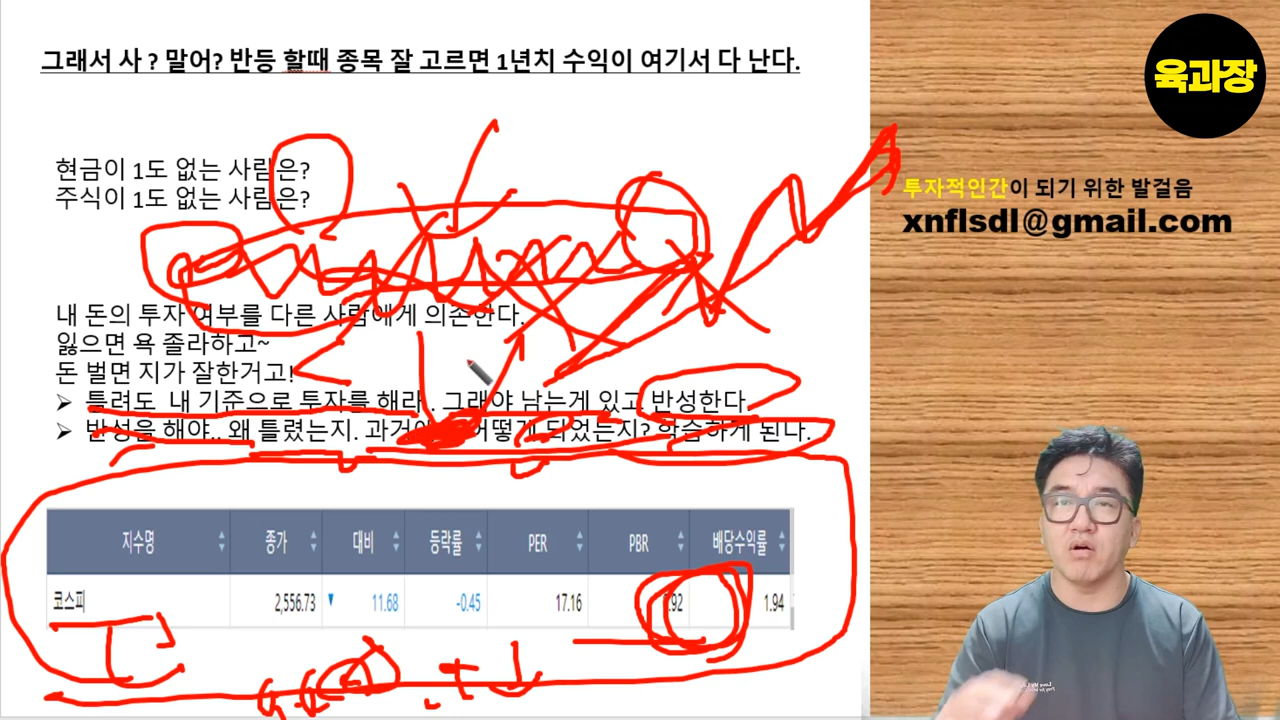 그래서 사 ? 말어? 반등 할때 종목 잘 고르면 1년치 수익이 여기서 다 난다.
육과장
현금이 1도 없는 사람은?
주식이 1도 없는 사람은?
투자적인간이 되기 위한 발걸음
xnflsdl@gmail.com
내 돈의 투자 여부를 다른 사람에게 의존한다.
잃으면 욕 졸라하고~
돈 벌면 지가 잘한거고!
➢ 틀려도 내 기준으로 투자를 해라.. 그래야 남는게 있고 반성한다.
➢ 반성을 해야.. 왜 틀렸는지. 어떻게 되었는지? 학습하게 된다.
지수명 종가 대비 등락률 PER PBR 배당수익률
코스피 2,556.73 ▼ 11.68 -0.45 17.16 .92 1.94